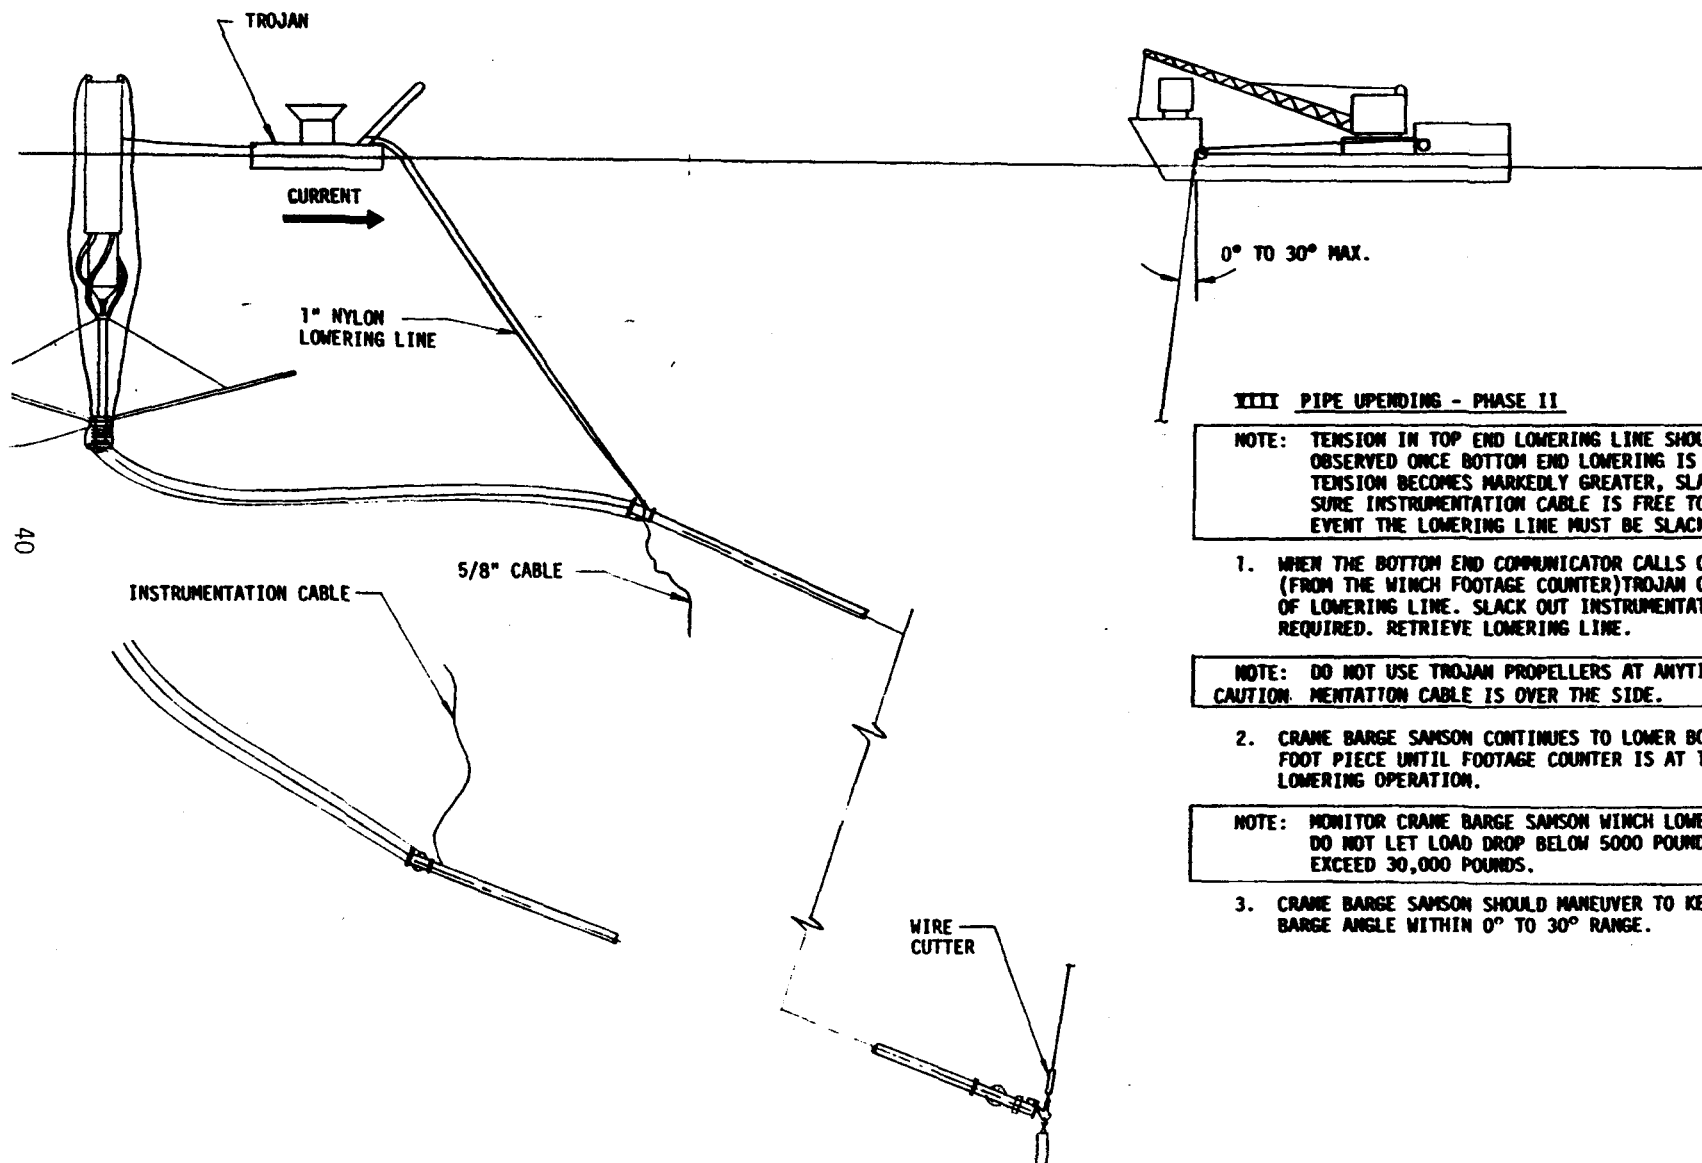 TROJAN
CURRENT
0° TO 30° MAX.
1" NYLON
LOWERING LINE
VIII PIPE UPENDING - PHASE II
NOTE: TENSION IN TOP END LOWERING LINE
OBSERVED ONCE BOTTOM END LOWERING IS
TENSION BECOMES MARKEDLY GREATER,
SURE INSTRUMENTATION CABLE IS FREE
EVENT THE LOWERING LINE MUST BE
40
5/8" CABLE
INSTRUMENTATION CABLE
1. WHEN THE BOTTOM END COMMUNICATOR CALLS
(FROM THE WINCH FOOTAGE COUNTER)TROJAN
OF LOWERING LINE. SLACK OUT
REQUIRED. RETRIEVE LOWERING LINE.
NOTE: DO NOT USE TROJAN PROPELLERS AT
CAUTION MENTATION CABLE IS OVER THE SIDE.
2. CRANE BARGE SAMSON CONTINUES TO LOWER
FOOT PIECE UNTIL FOOTAGE COUNTER IS AT
LOWERING OPERATION.
NOTE: MONITOR CRANE BARGE SAMSON WINCH
DO NOT LET LOAD DROP BELOW 5000
EXCEED 30,000 POUNDS.
3. CRANE BARGE SAMSON SHOULD MANEUVER TO
BARGE ANGLE WITHIN 0° TO 30° RANGE.
WIRE
CUTTER